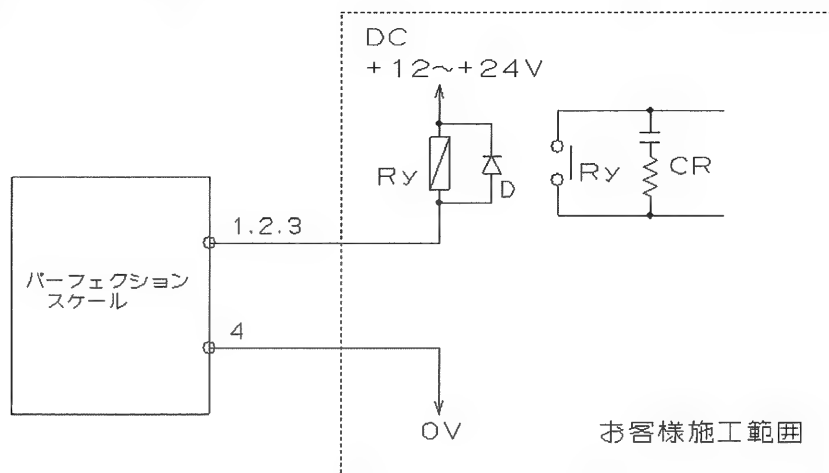 DC
+12~+24V
Ry
D
Ry
CR
1.2.3
パーフェクション
スケール
4
0V
お客様施工範囲